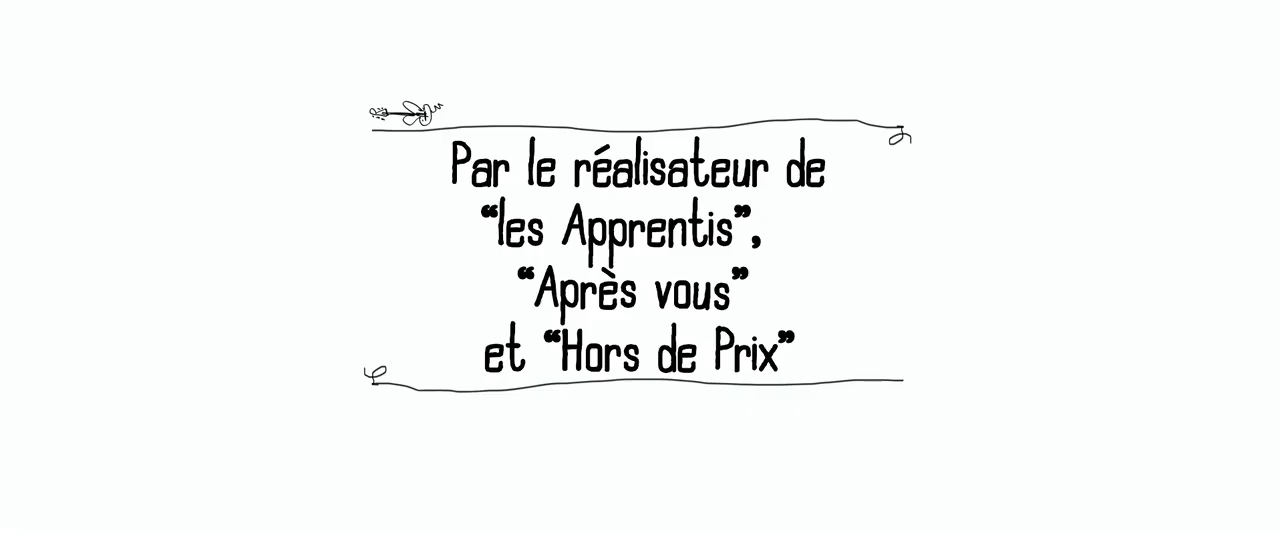 Par le réalisateur de
“les Apprentis”,
“Après vous”
et “Hors de Prix”